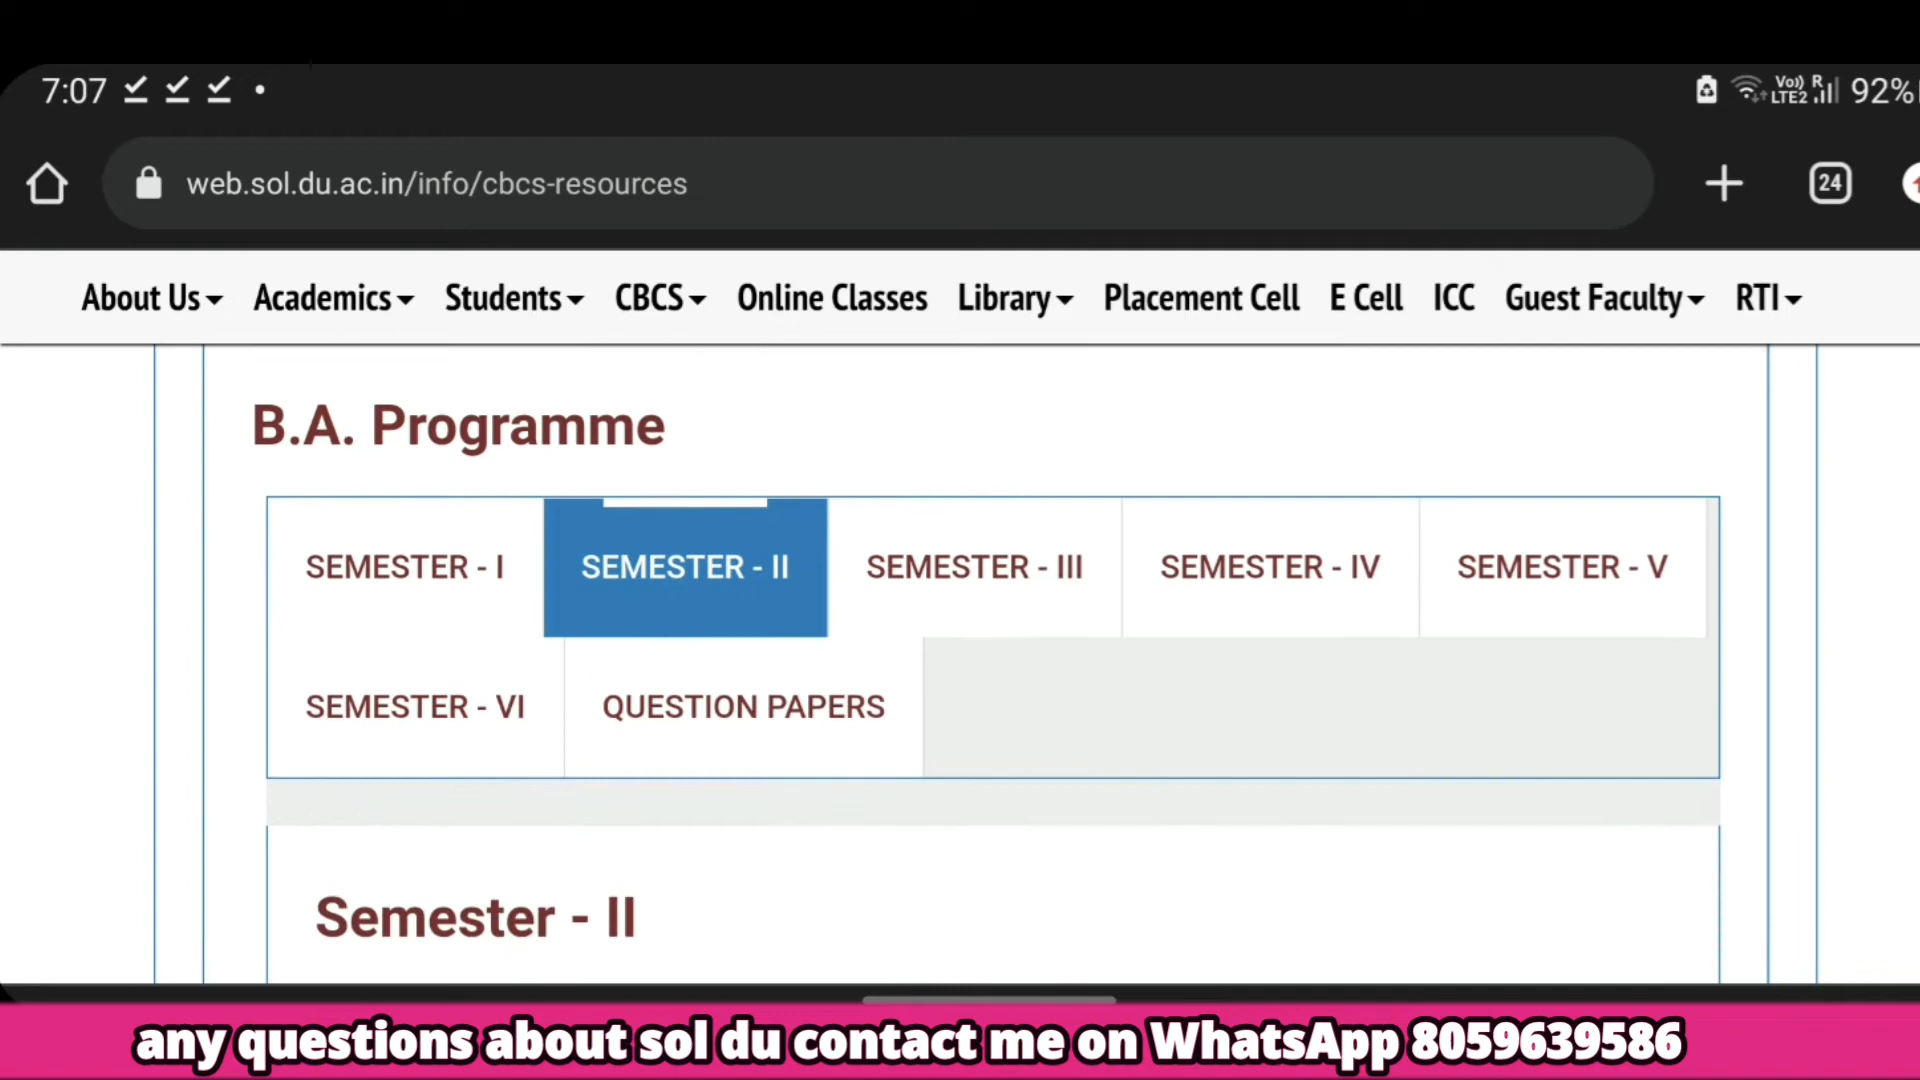 7:07
Vo)) R
LTE2
92%
web.sol.du.ac.in/info/cbcs-resources
24
About Us Academics Students CBCS Online Classes Library Placement Cell E Cell ICC Guest Faculty RTI
B.A. Programme
SEMESTER - I SEMESTER - II SEMESTER - III SEMESTER - IV SEMESTER - V
SEMESTER - VI QUESTION PAPERS
Semester - II
any questions about sol du contact me on WhatsApp 8059639586